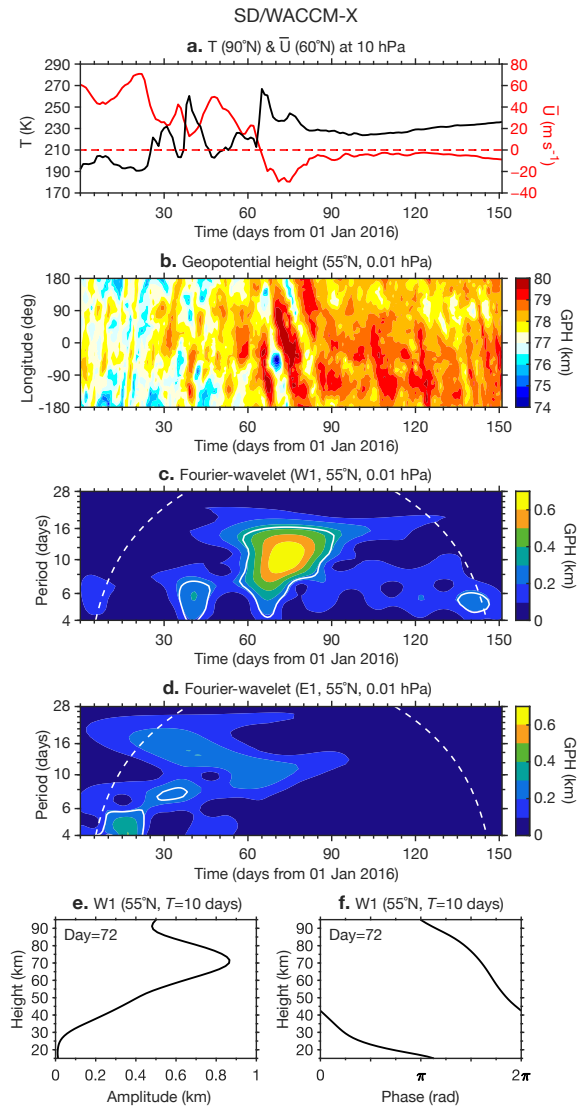 SD/WACCM-X
a. T (90°N) & U̅ (60°N) at 10 hPa
290
270
250
230
210
190
170
T (K)
80
60
40
20
0
−20
−40
U̅ (m s⁻¹)
30 60 90 120 150
Time (days from 01 Jan 2016)
b. Geopotential height (55°N, 0.01 hPa)
180
90
0
-90
-180
Longitude (deg)
80
79
78
77
76
75
74
GPH (km)
30 60 90 120 150
Time (days from 01 Jan 2016)
c. Fourier-wavelet (W1, 55°N, 0.01 hPa)
28
16
10
6
4
Period (days)
0.6
0.4
0.2
0
GPH (km)
30 60 90 120 150
Time (days from 01 Jan 2016)
d. Fourier-wavelet (E1, 55°N, 0.01 hPa)
28
16
10
6
4
Period (days)
0.6
0.4
0.2
0
GPH (km)
30 60 90 120 150
Time (days from 01 Jan 2016)
e. W1 (55°N, T=10 days)
Day=72
90
80
70
60
50
40
30
20
Height (km)
0 0.2 0.4 0.6 0.8 1
Amplitude (km)
f. W1 (55°N, T=10 days)
Day=72
90
80
70
60
50
40
30
20
Height (km)
0 π 2π
Phase (rad)